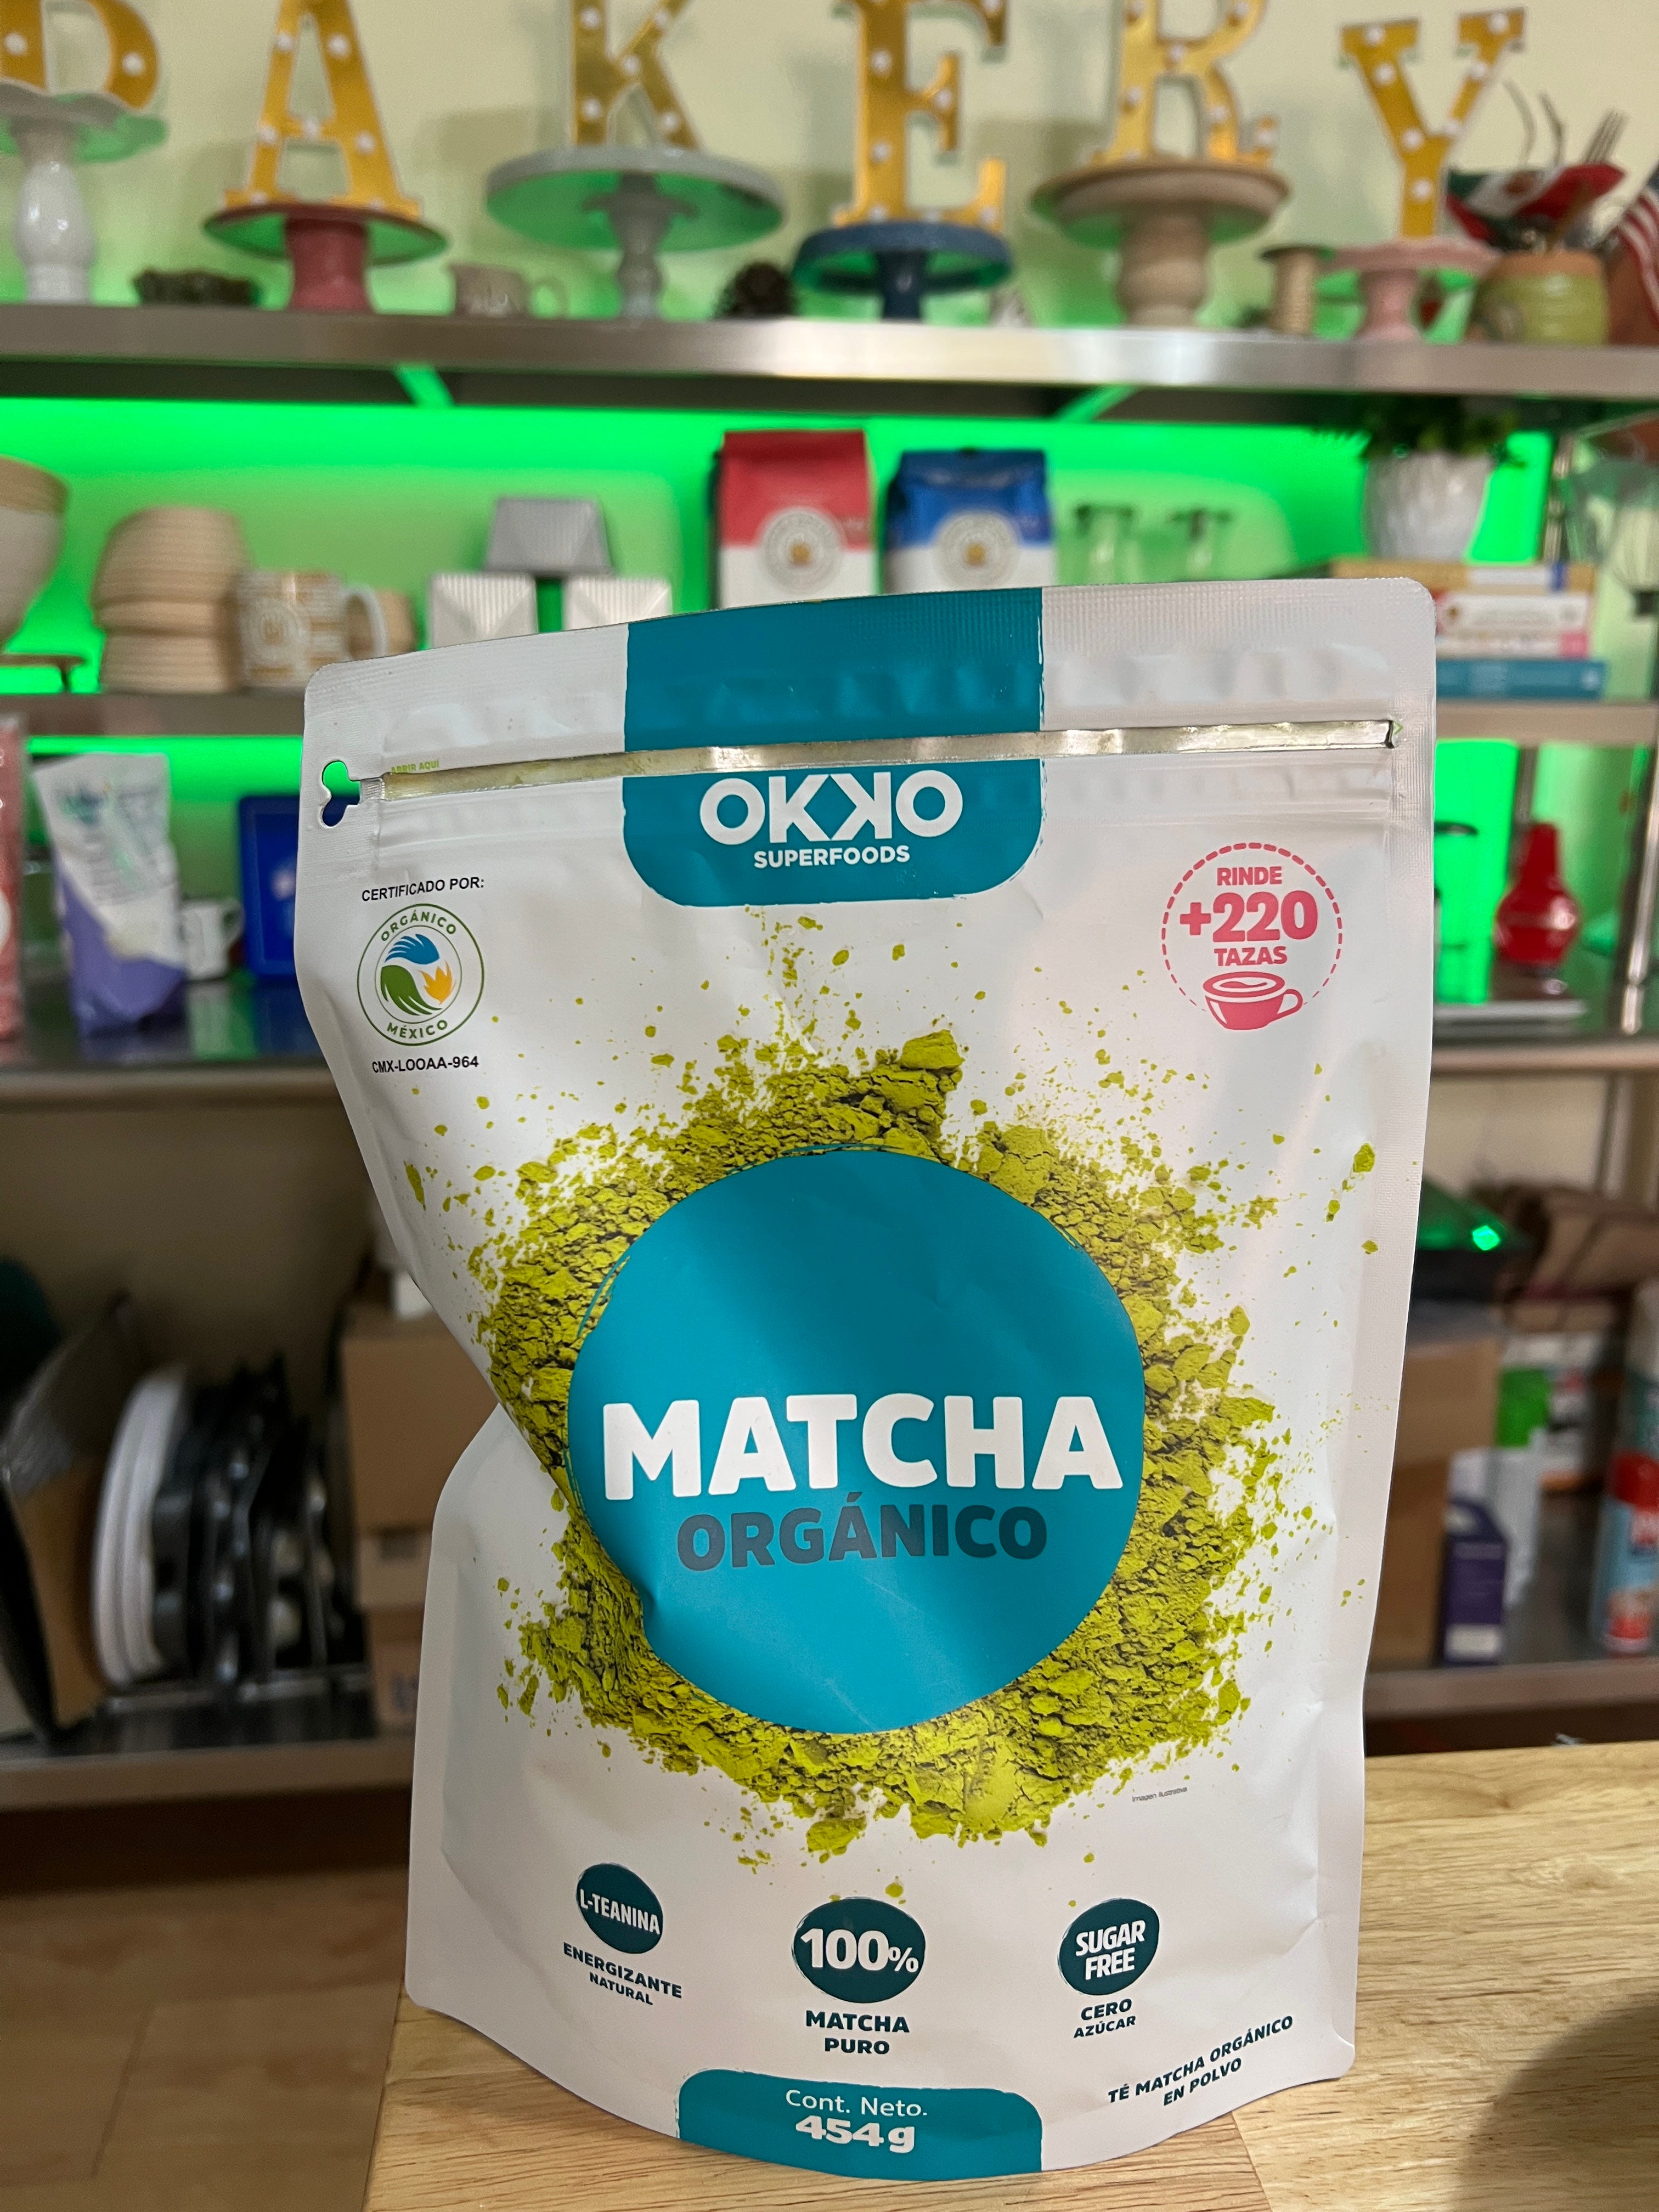 BAKERY
ABRIR AQUÍ
OKKO
SUPERFOODS
CERTIFICADO POR:
ORGÁNICO
MÉXICO
CMX-LOOAA-964
RINDE
+220
TAZAS
MATCHA
ORGÁNICO
Imagen Ilustrativa
L-TEANINA
ENERGIZANTE
NATURAL
100%
MATCHA
PURO
SUGAR
FREE
CERO
AZÚCAR
TÉ MATCHA ORGÁNICO
EN POLVO
Cont. Neto.
454g